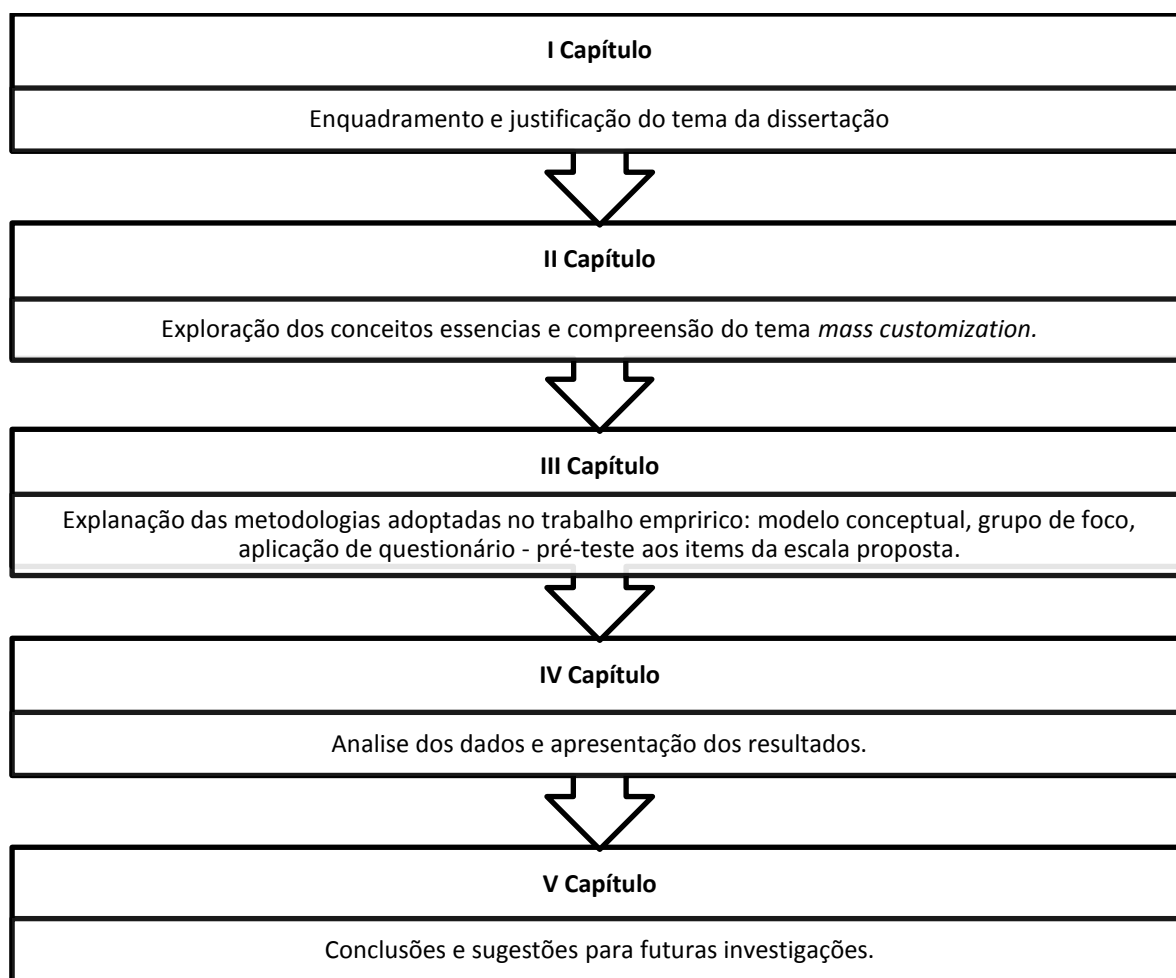 I Capítulo
Enquadramento e justificação do tema da dissertação
II Capítulo
Exploração dos conceitos essencias e compreensão do tema mass customization.
III Capítulo
Explanação das metodologias adoptadas no trabalho empririco: modelo conceptual, grupo de foco,
aplicação de questionário - pré-teste aos items da escala proposta.
IV Capítulo
Analise dos dados e apresentação dos resultados.
V Capítulo
Conclusões e sugestões para futuras investigações.